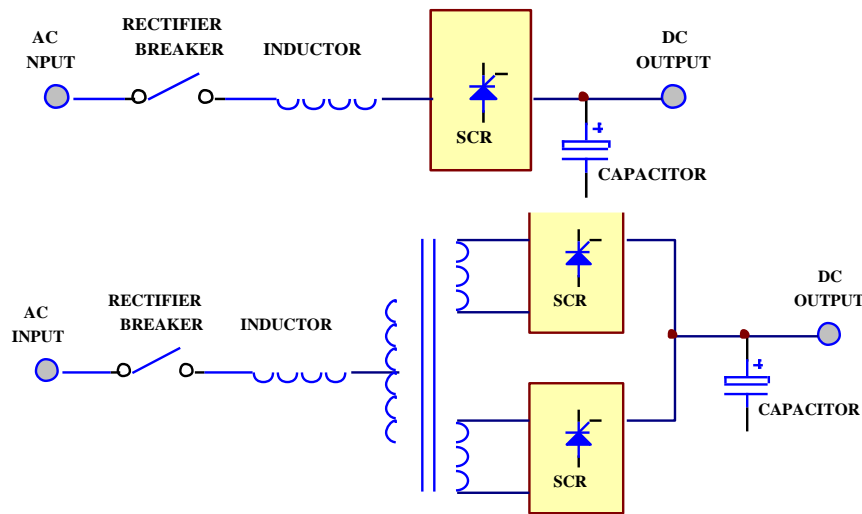 AC
NPUT
RECTIFIER
BREAKER
INDUCTOR
SCR
DC
OUTPUT
+
CAPACITOR
AC
INPUT
RECTIFIER
BREAKER
INDUCTOR
SCR
SCR
DC
OUTPUT
+
CAPACITOR